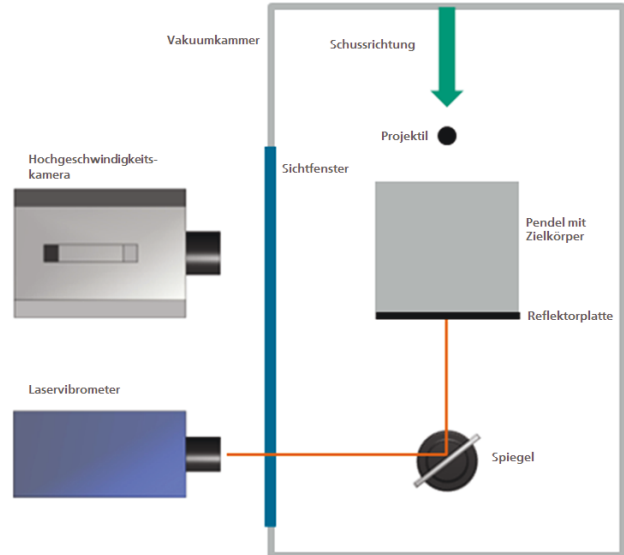 Vakuumkammer
Schussrichtung
Projektil
Hochgeschwindigkeits-
kamera
Sichtfenster
Pendel mit
Zielkörper
Reflektorplatte
Laservibrometer
Spiegel